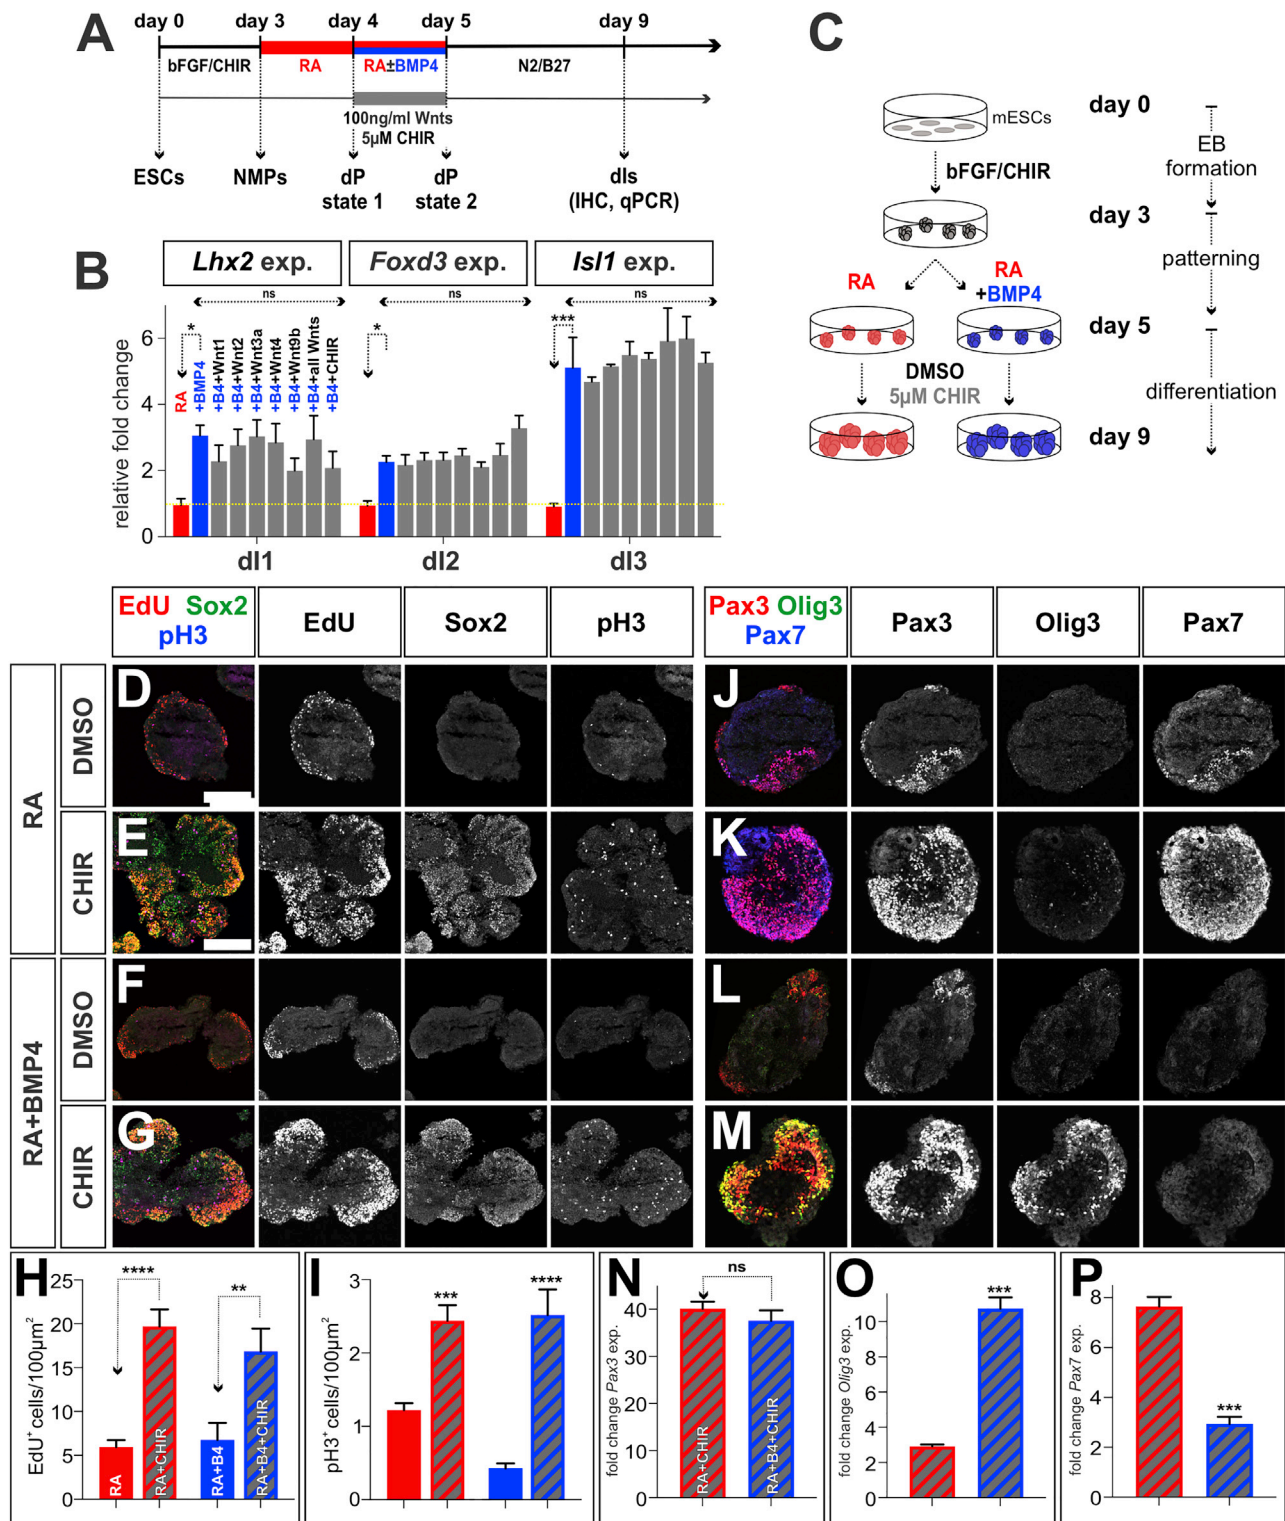 A
day 0
day 3
day 4
day 5
day 9
bFGF/CHIR
RA
RA±BMP4
N2/B27
100ng/ml Wnts
5µM CHIR
ESCs
NMPs
dP
state 1
dP
state 2
dIs
(IHC, qPCR)
B
Lhx2 exp.
Foxd3 exp.
Isl1 exp.
ns
ns
ns
*
*
***
relative fold change
6
4
2
0
RA
+BMP4
+B4+Wnt1
+B4+Wnt2
+B4+Wnt3a
+B4+Wnt4
+B4+Wnt9b
+B4+all Wnts
+B4+CHIR
dI1
dI2
dI3
C
mESCs
day 0
bFGF/CHIR
EB
formation
day 3
RA
RA
+BMP4
patterning
day 5
DMSO
5µM CHIR
differentiation
day 9
EdU Sox2
pH3
EdU
Sox2
pH3
Pax3 Olig3
Pax7
Pax3
Olig3
Pax7
RA
DMSO
D
J
CHIR
E
K
RA+BMP4
DMSO
F
L
CHIR
G
M
H
EdU+ cells/100µm²
25
20
15
10
5
0
****
**
RA
RA+CHIR
RA+B4
RA+B4+CHIR
I
pH3+ cells/100µm²
3
2
1
0
***
****
N
fold change Pax3 exp.
40
30
20
10
0
ns
RA+CHIR
RA+B4+CHIR
O
fold change Olig3 exp.
10
8
6
4
2
0
***
P
fold change Pax7 exp.
8
6
4
2
0
***